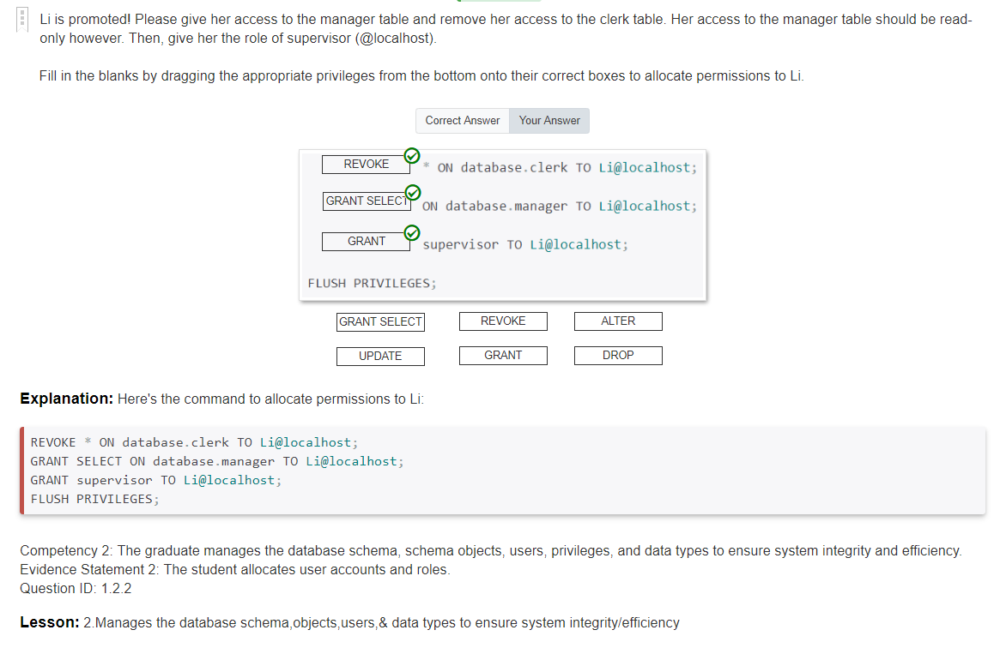 Li is promoted! Please give her access to the manager table and remove her access to the clerk table. Her access to the manager table should be read-
only however. Then, give her the role of supervisor (@localhost).
Fill in the blanks by dragging the appropriate privileges from the bottom onto their correct boxes to allocate permissions to Li.
Correct Answer Your Answer
REVOKE * ON database.clerk TO Li@localhost;
GRANT SELECT ON database.manager TO Li@localhost;
GRANT supervisor TO Li@localhost;
FLUSH PRIVILEGES;
GRANT SELECT REVOKE ALTER
UPDATE GRANT DROP
Explanation: Here's the command to allocate permissions to Li:
REVOKE * ON database.clerk TO Li@localhost;
GRANT SELECT ON database.manager TO Li@localhost;
GRANT supervisor TO Li@localhost;
FLUSH PRIVILEGES;
Competency 2: The graduate manages the database schema, schema objects, users, privileges, and data types to ensure system integrity and efficiency.
Evidence Statement 2: The student allocates user accounts and roles.
Question ID: 1.2.2
Lesson: 2.Manages the database schema,objects,users,& data types to ensure system integrity/efficiency